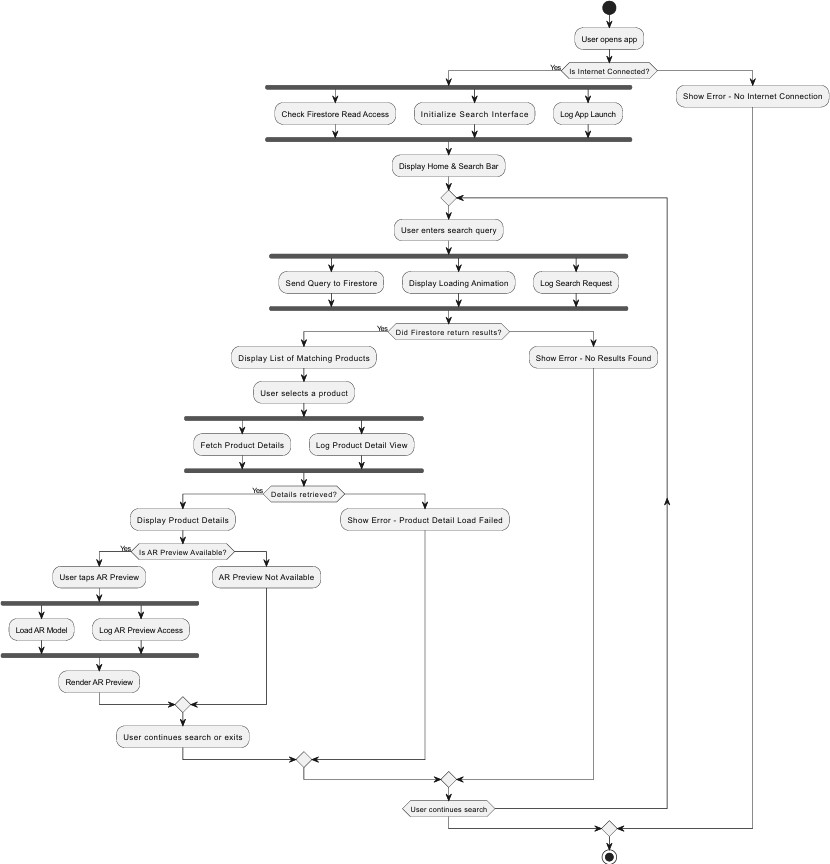 User opens app
Yes
Is Internet Connected?
Check Firestore Read Access
Initialize Search Interface
Log App Launch
Show Error - No Internet Connection
Display Home & Search Bar
User enters search query
Send Query to Firestore
Display Loading Animation
Log Search Request
Yes
Did Firestore return results?
Display List of Matching Products
Show Error - No Results Found
User selects a product
Fetch Product Details
Log Product Detail View
Yes
Details retrieved?
Display Product Details
Show Error - Product Detail Load Failed
Yes
Is AR Preview Available?
User taps AR Preview
AR Preview Not Available
Load AR Model
Log AR Preview Access
Render AR Preview
User continues search or exits
User continues search